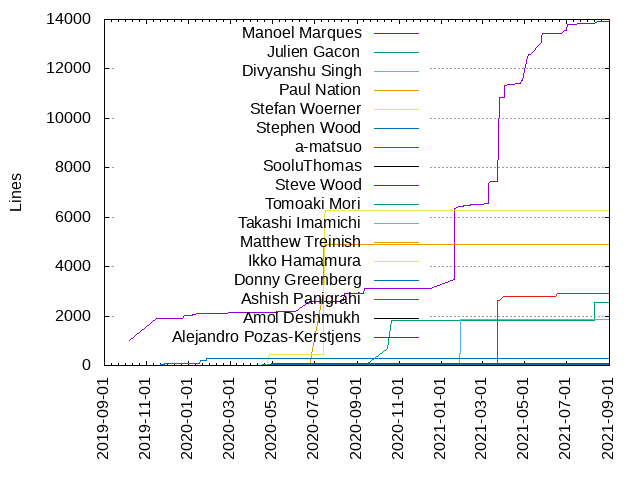 14000
12000
10000
8000
6000
4000
2000
0
Lines
Manoel Marques
Julien Gacon
Divyanshu Singh
Paul Nation
Stefan Woerner
Stephen Wood
a-matsuo
SooluThomas
Steve Wood
Tomoaki Mori
Takashi Imamichi
Matthew Treinish
Ikko Hamamura
Donny Greenberg
Ashish Panigrahi
Amol Deshmukh
Alejandro Pozas-Kerstjens
2019-09-01
2019-11-01
2020-01-01
2020-03-01
2020-05-01
2020-07-01
2020-09-01
2020-11-01
2021-01-01
2021-03-01
2021-05-01
2021-07-01
2021-09-01